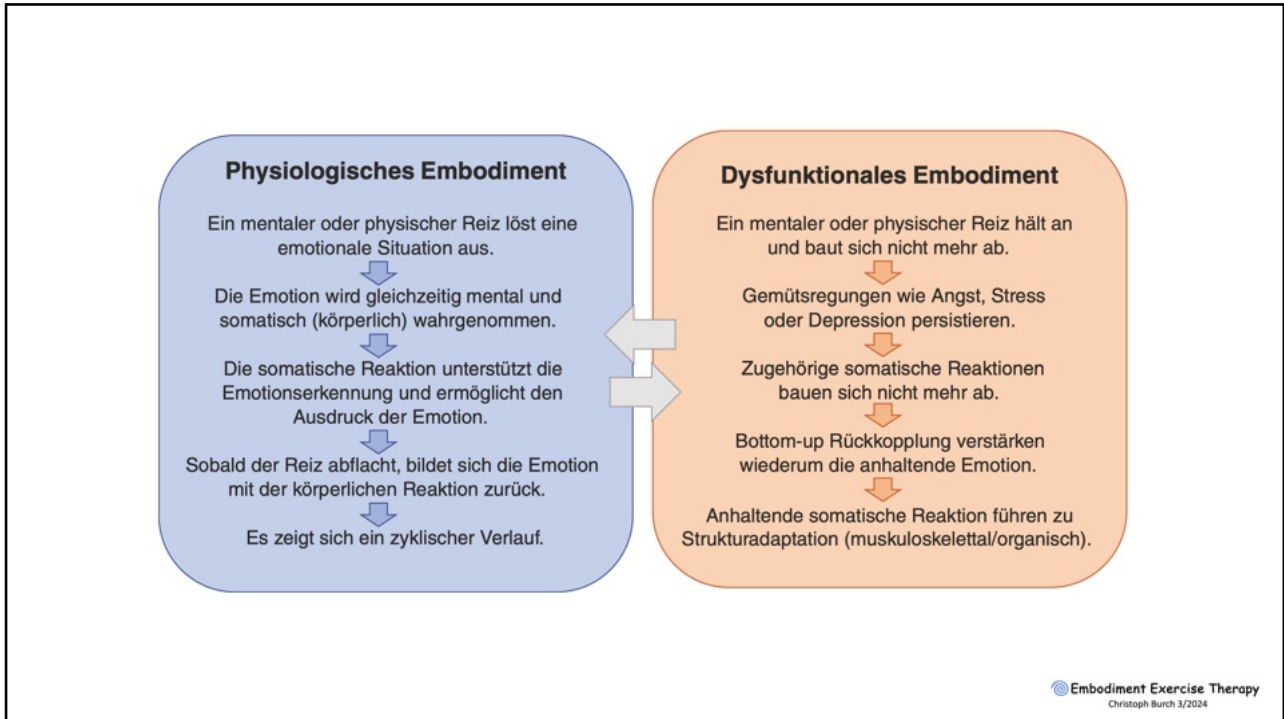 Physiologisches Embodiment
Ein mentaler oder physischer Reiz löst eine
emotionale Situation aus.
Die Emotion wird gleichzeitig mental und
somatisch (körperlich) wahrgenommen.
Die somatische Reaktion unterstützt die
Emotionserkennung und ermöglicht den
Ausdruck der Emotion.
Sobald der Reiz abflacht, bildet sich die Emotion
mit der körperlichen Reaktion zurück.
Es zeigt sich ein zyklischer Verlauf.
Dysfunktionales Embodiment
Ein mentaler oder physischer Reiz hält an
und baut sich nicht mehr ab.
Gemütsregungen wie Angst, Stress
oder Depression persistieren.
Zugehörige somatische Reaktionen
bauen sich nicht mehr ab.
Bottom-up Rückkopplung verstärken
wiederum die anhaltende Emotion.
Anhaltende somatische Reaktion führen zu
Strukturadaptation (muskuloskelettal/organisch).
Embodiment Exercise Therapy
Christoph Burch 3/2024